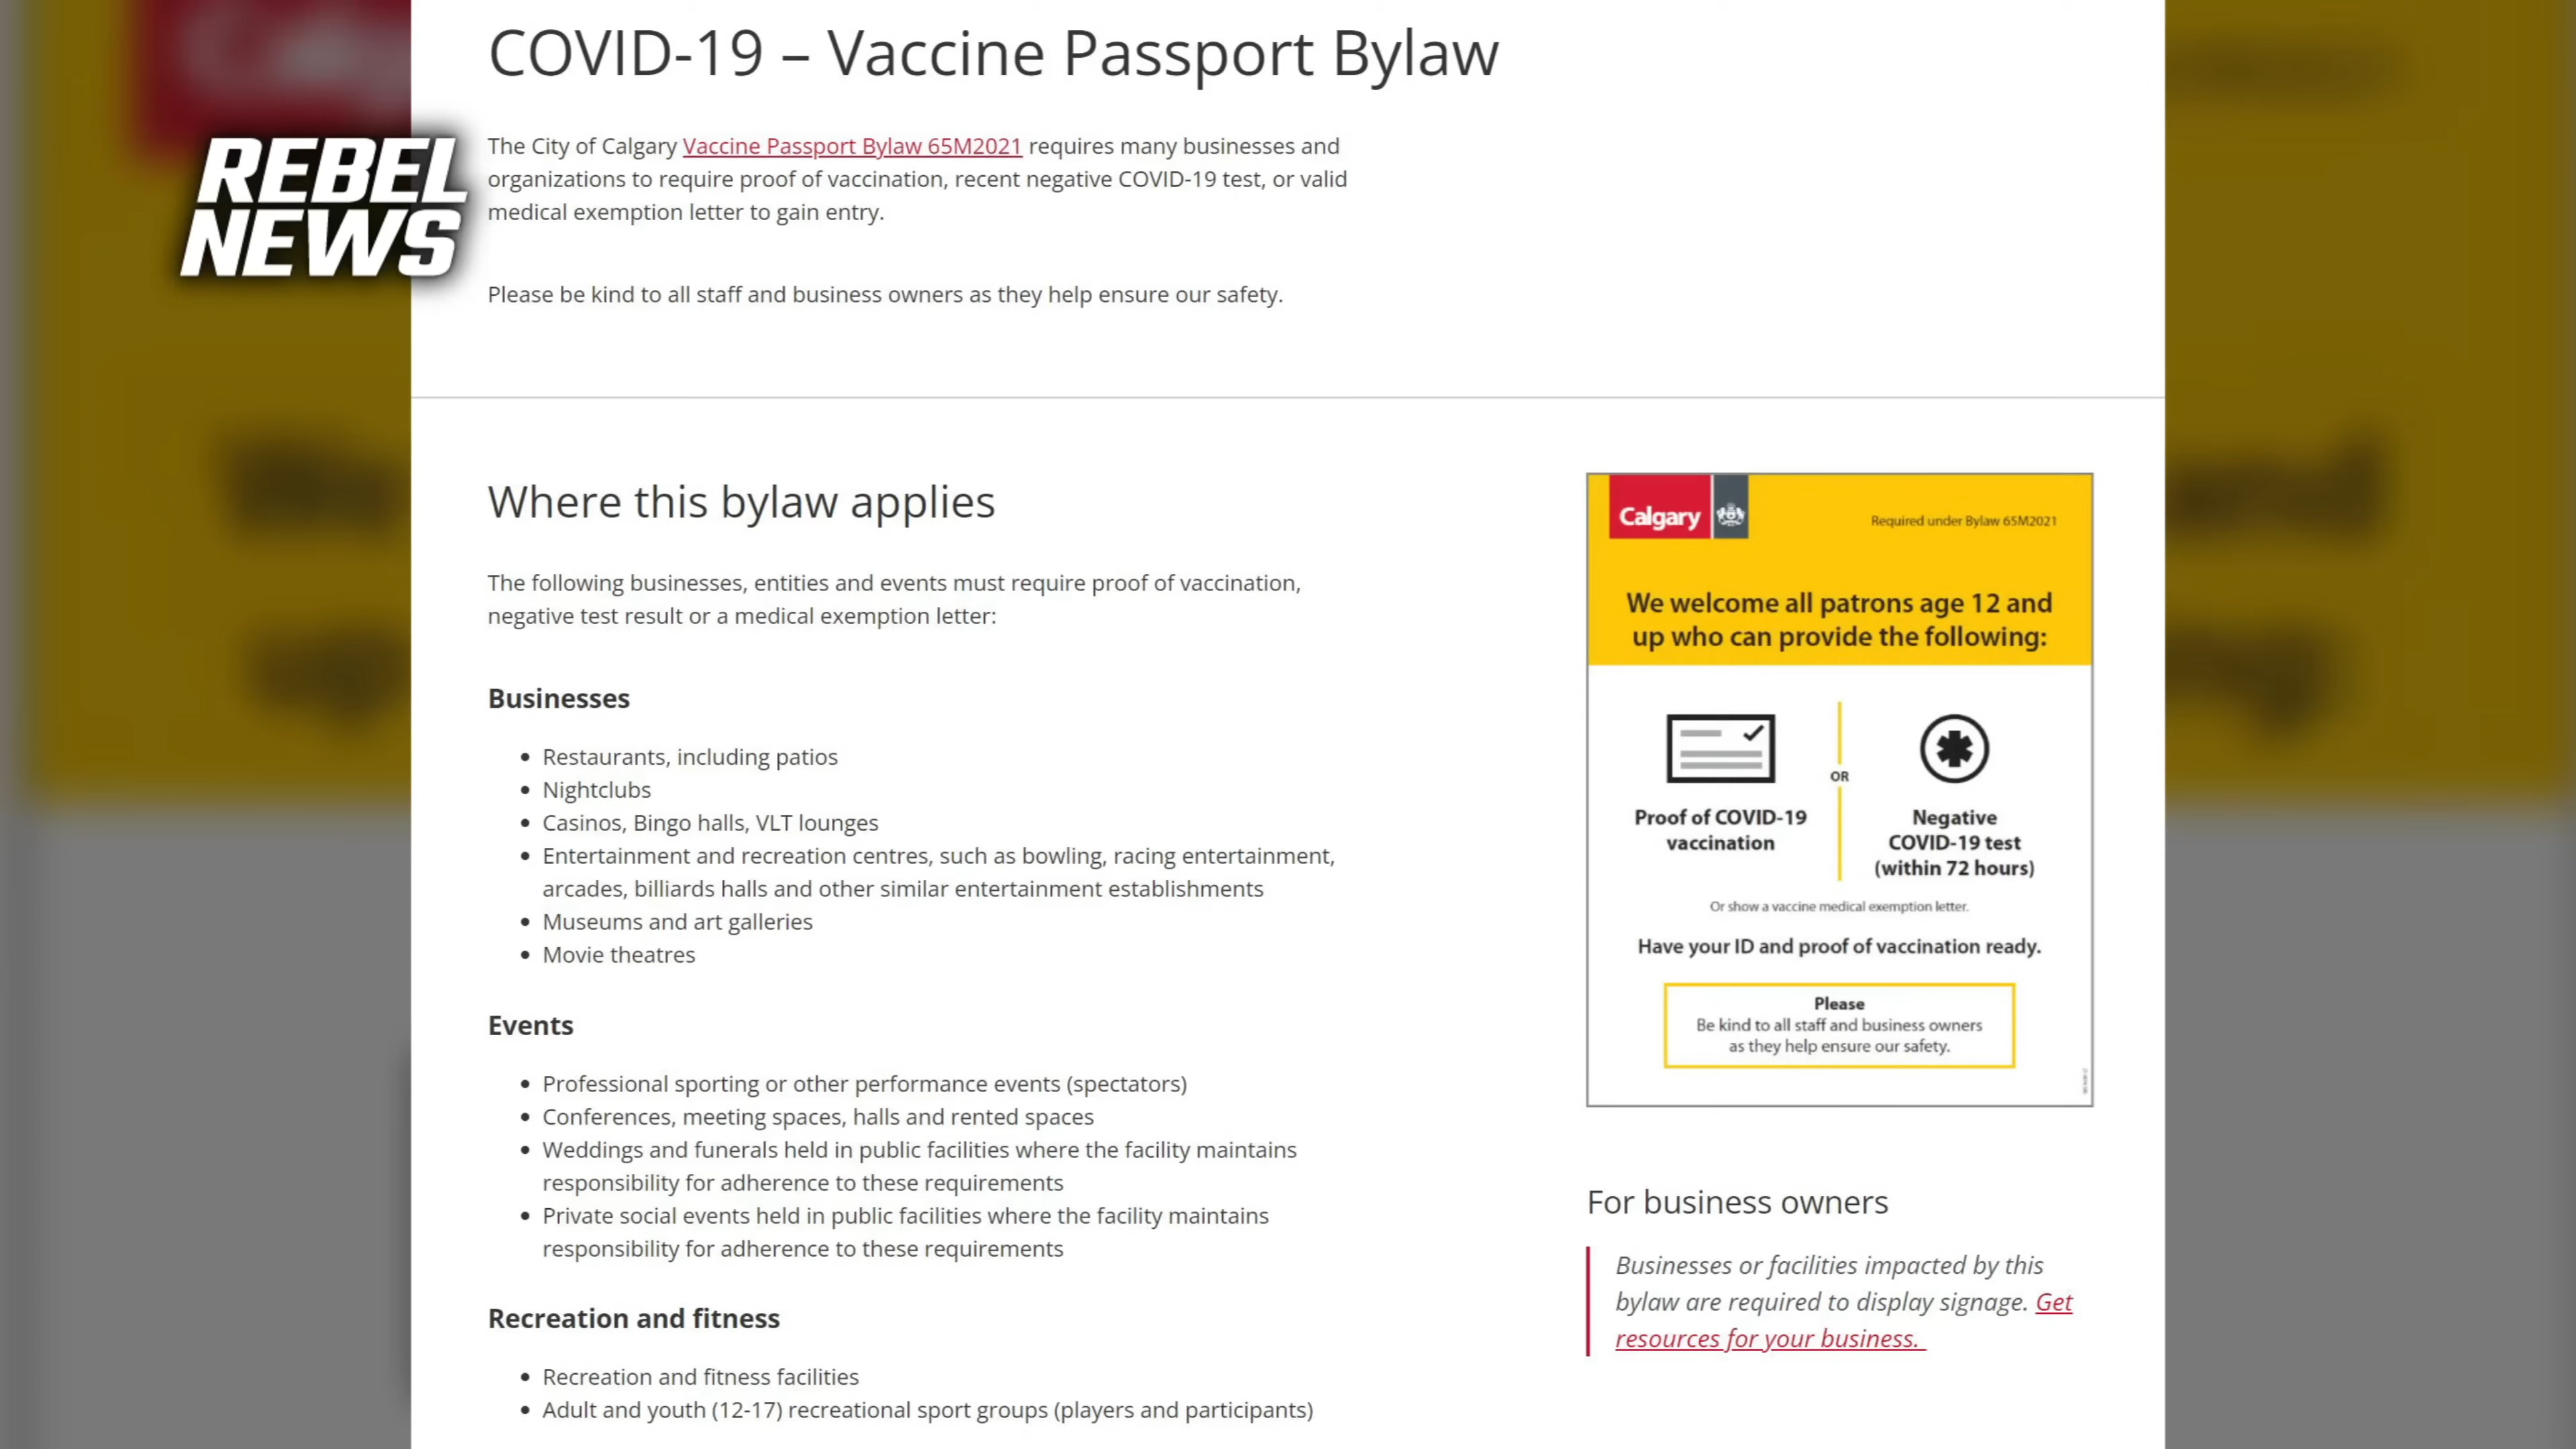 COVID-19 – Vaccine Passport Bylaw
REBEL
NEWS
The City of Calgary Vaccine Passport Bylaw 65M2021 requires many businesses and
organizations to require proof of vaccination, recent negative COVID-19 test, or valid
medical exemption letter to gain entry.
Please be kind to all staff and business owners as they help ensure our safety.
Where this bylaw applies
The following businesses, entities and events must require proof of vaccination,
negative test result or a medical exemption letter:
Businesses
• Restaurants, including patios
• Nightclubs
• Casinos, Bingo halls, VLT lounges
• Entertainment and recreation centres, such as bowling, racing entertainment,
arcades, billiards halls and other similar entertainment establishments
• Museums and art galleries
• Movie theatres
Events
• Professional sporting or other performance events (spectators)
• Conferences, meeting spaces, halls and rented spaces
• Weddings and funerals held in public facilities where the facility maintains
responsibility for adherence to these requirements
• Private social events held in public facilities where the facility maintains
responsibility for adherence to these requirements
Recreation and fitness
• Recreation and fitness facilities
• Adult and youth (12-17) recreational sport groups (players and participants)
Calgary
Required under Bylaw 65M2021
We welcome all patrons age 12 and
up who can provide the following:
Proof of COVID-19
vaccination
OR
Negative
COVID-19 test
(within 72 hours)
Or show a vaccine medical exemption letter.
Have your ID and proof of vaccination ready.
Please
Be kind to all staff and business owners
as they help ensure our safety.
For business owners
Businesses or facilities impacted by this
bylaw are required to display signage. Get
resources for your business.